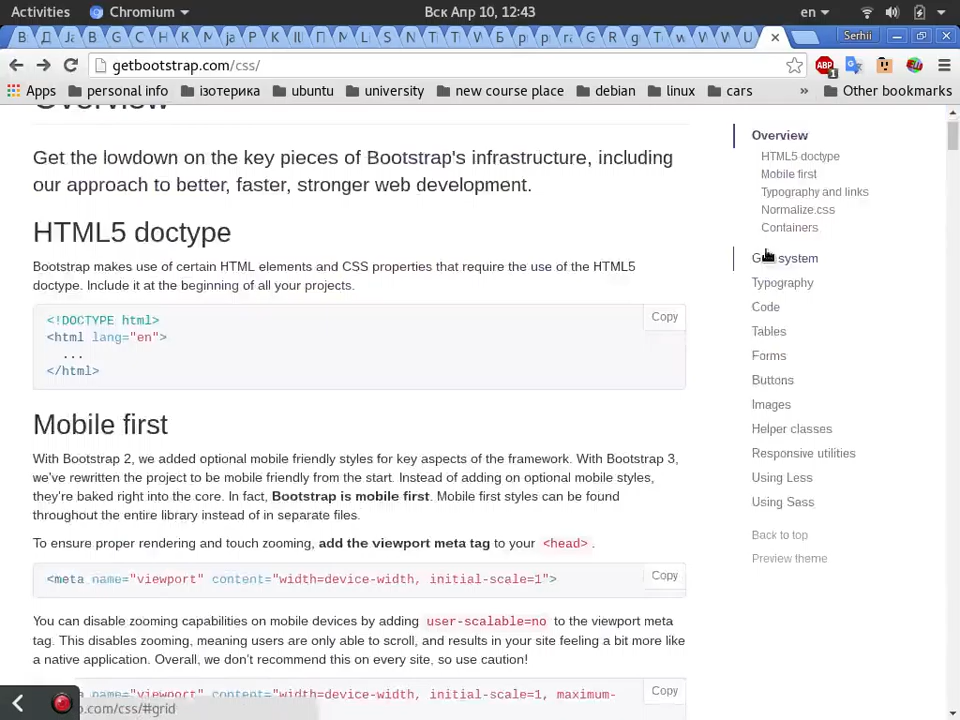 Activities Chromium Вск Апр 10, 12:43 en
В Д Ja B G C H K M ja P K П M L S N T T W Б p p ra G R g T w W W U × Serhii
getbootstrap.com/css/ ABP 1
Apps personal info ізотерика ubuntu university new course place debian linux cars » Other bookmarks
Overview
Get the lowdown on the key pieces of Bootstrap's infrastructure, including
our approach to better, faster, stronger web development.
HTML5 doctype
Bootstrap makes use of certain HTML elements and CSS properties that require the use of the HTML5
doctype. Include it at the beginning of all your projects.
Copy
<!DOCTYPE html>
<html lang="en">
...
</html>
Mobile first
With Bootstrap 2, we added optional mobile friendly styles for key aspects of the framework. With Bootstrap 3,
we've rewritten the project to be mobile friendly from the start. Instead of adding on optional mobile styles,
they're baked right into the core. In fact, Bootstrap is mobile first. Mobile first styles can be found
throughout the entire library instead of in separate files.
To ensure proper rendering and touch zooming, add the viewport meta tag to your <head> .
Copy
<meta name="viewport" content="width=device-width, initial-scale=1">
You can disable zooming capabilities on mobile devices by adding user-scalable=no to the viewport meta
tag. This disables zooming, meaning users are only able to scroll, and results in your site feeling a bit more like
a native application. Overall, we don't recommend this on every site, so use caution!
Copy
name="viewport" content="width=device-width, initial-scale=1, maximum-
p.com/css/#grid
Overview
HTML5 doctype
Mobile first
Typography and links
Normalize.css
Containers
Grid system
Typography
Code
Tables
Forms
Buttons
Images
Helper classes
Responsive utilities
Using Less
Using Sass
Back to top
Preview theme